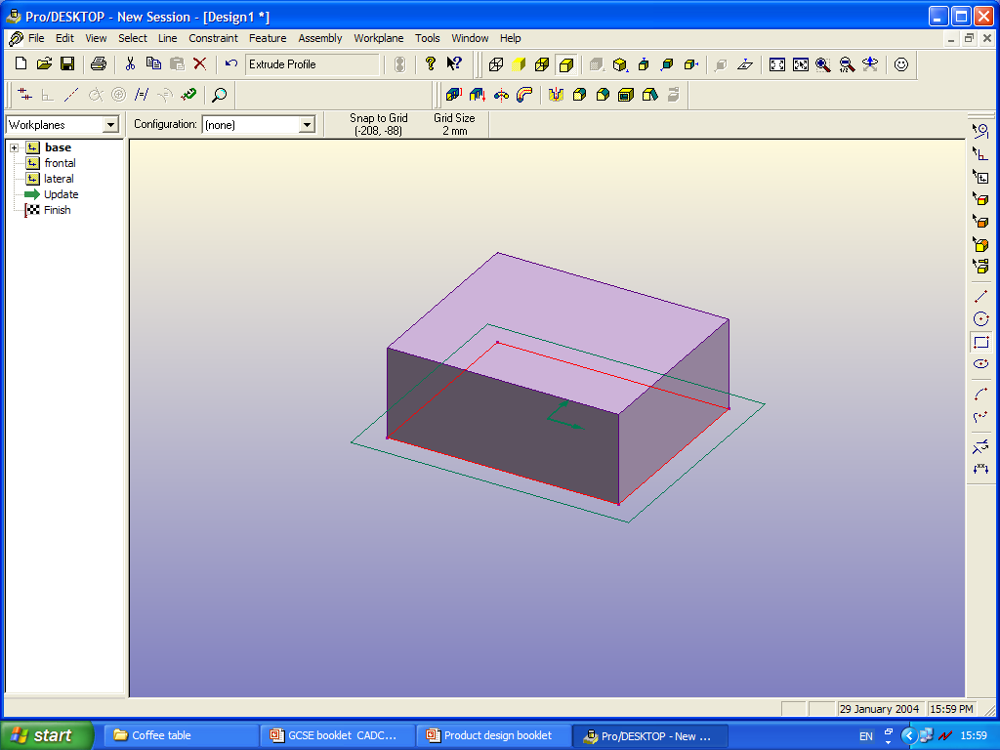 Pro/DESKTOP - New Session - [Design1 *]
File Edit View Select Line Constraint Feature Assembly Workplane Tools Window Help
Extrude Profile
Workplanes Configuration: (none) Snap to Grid Grid Size
(-208, -88) 2 mm
base
frontal
lateral
Update
Finish
29 January 2004 15:59 PM
start Coffee table GCSE booklet CADC... Product design booklet Pro/DESKTOP - New ... EN 15:59